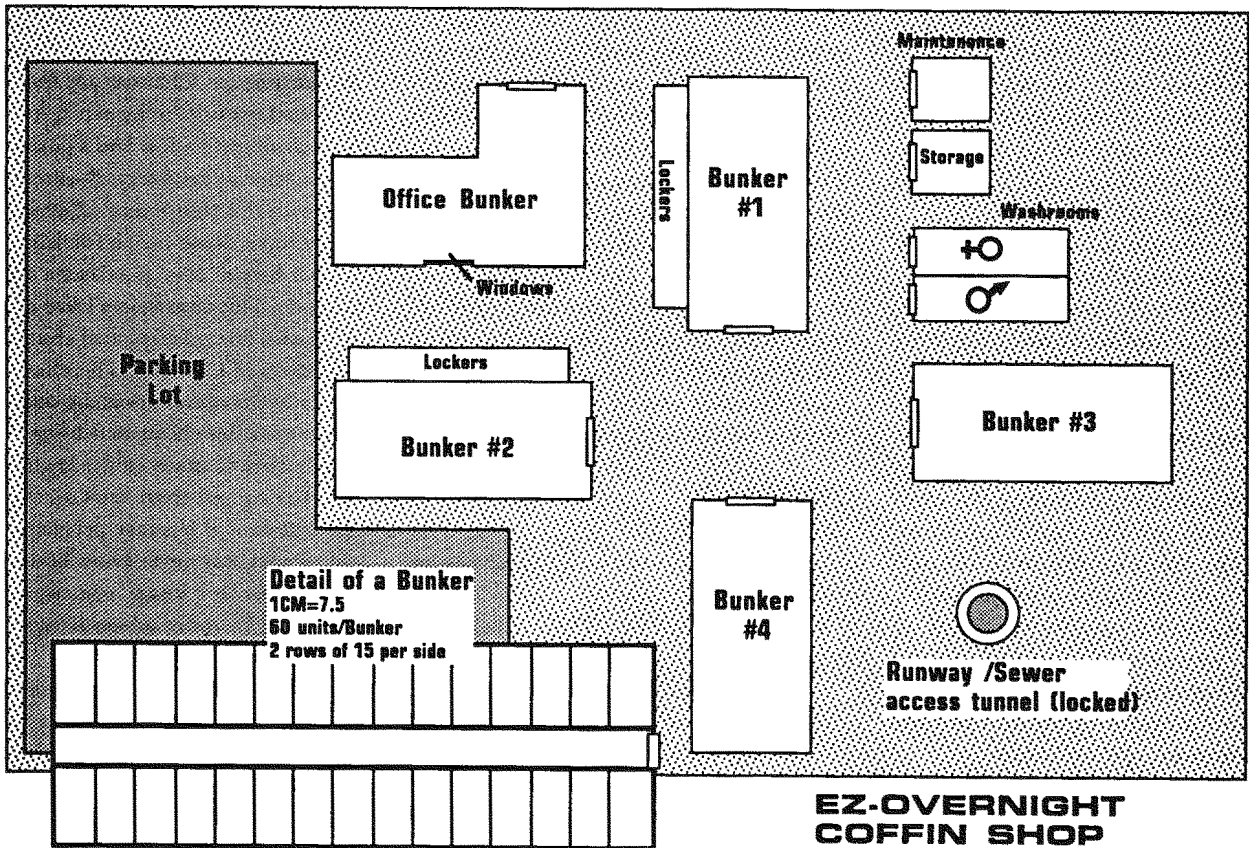 Maintanence
Storage
Washrooms
Lockers
Bunker
#1
Office Bunker
Windows
Parking
Lot
Lockers
Bunker #2
Bunker #3
Detail of a Bunker
1CM=7.5
60 units/Bunker
2 rows of 15 per side
Bunker
#4
Runway /Sewer
access tunnel (locked)
EZ-OVERNIGHT
COFFIN SHOP